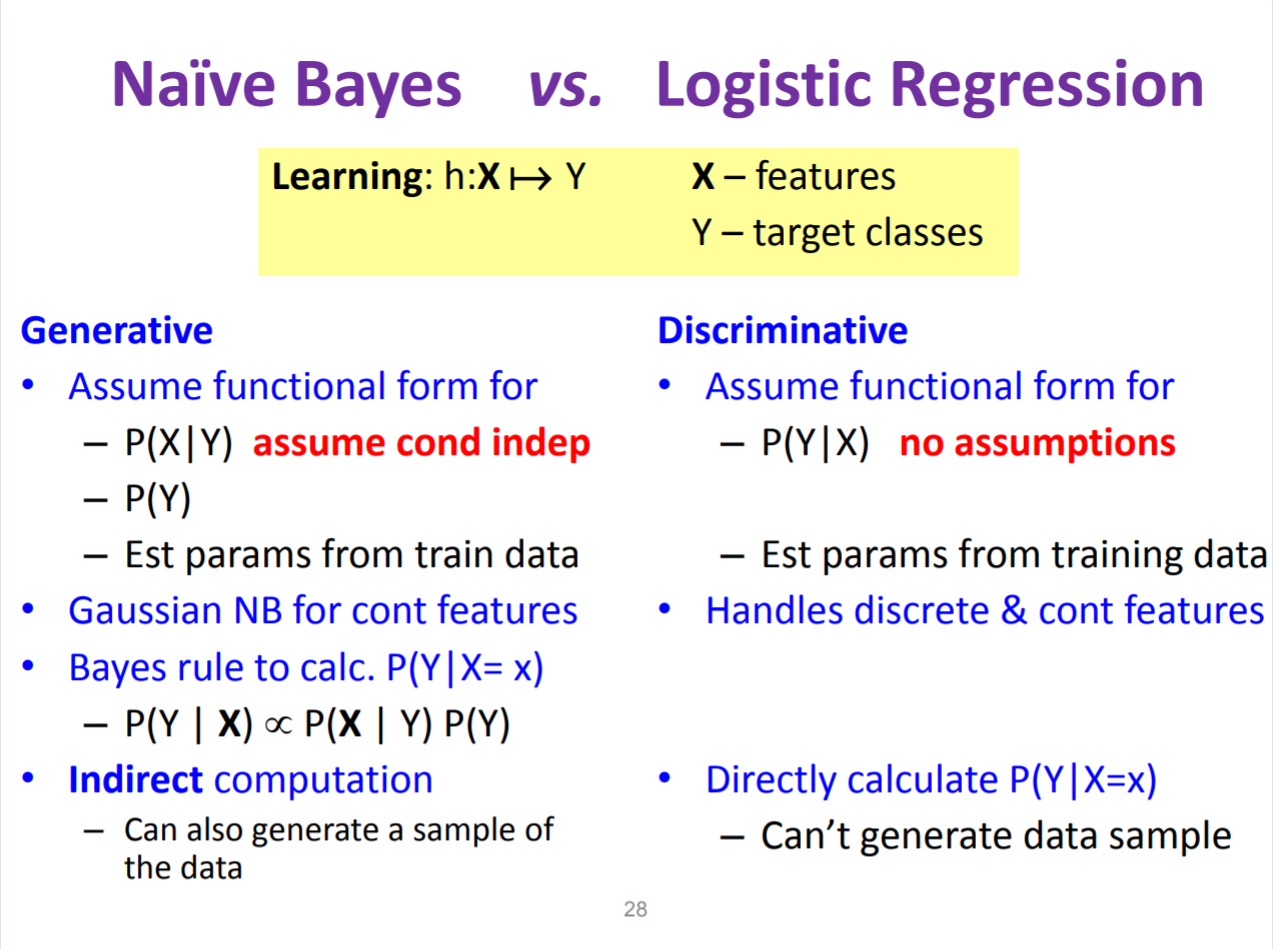 Naïve Bayes vs. Logistic Regression
Learning: h:X ↦ Y
X – features
Y – target classes
Generative
• Assume functional form for
– P(X|Y) assume cond indep
– P(Y)
– Est params from train data
• Gaussian NB for cont features
• Bayes rule to calc. P(Y|X= x)
– P(Y | X) ∝ P(X | Y) P(Y)
• Indirect computation
– Can also generate a sample of
the data
Discriminative
• Assume functional form for
– P(Y|X) no assumptions
– Est params from training data
• Handles discrete & cont features
• Directly calculate P(Y|X=x)
– Can’t generate data sample
28